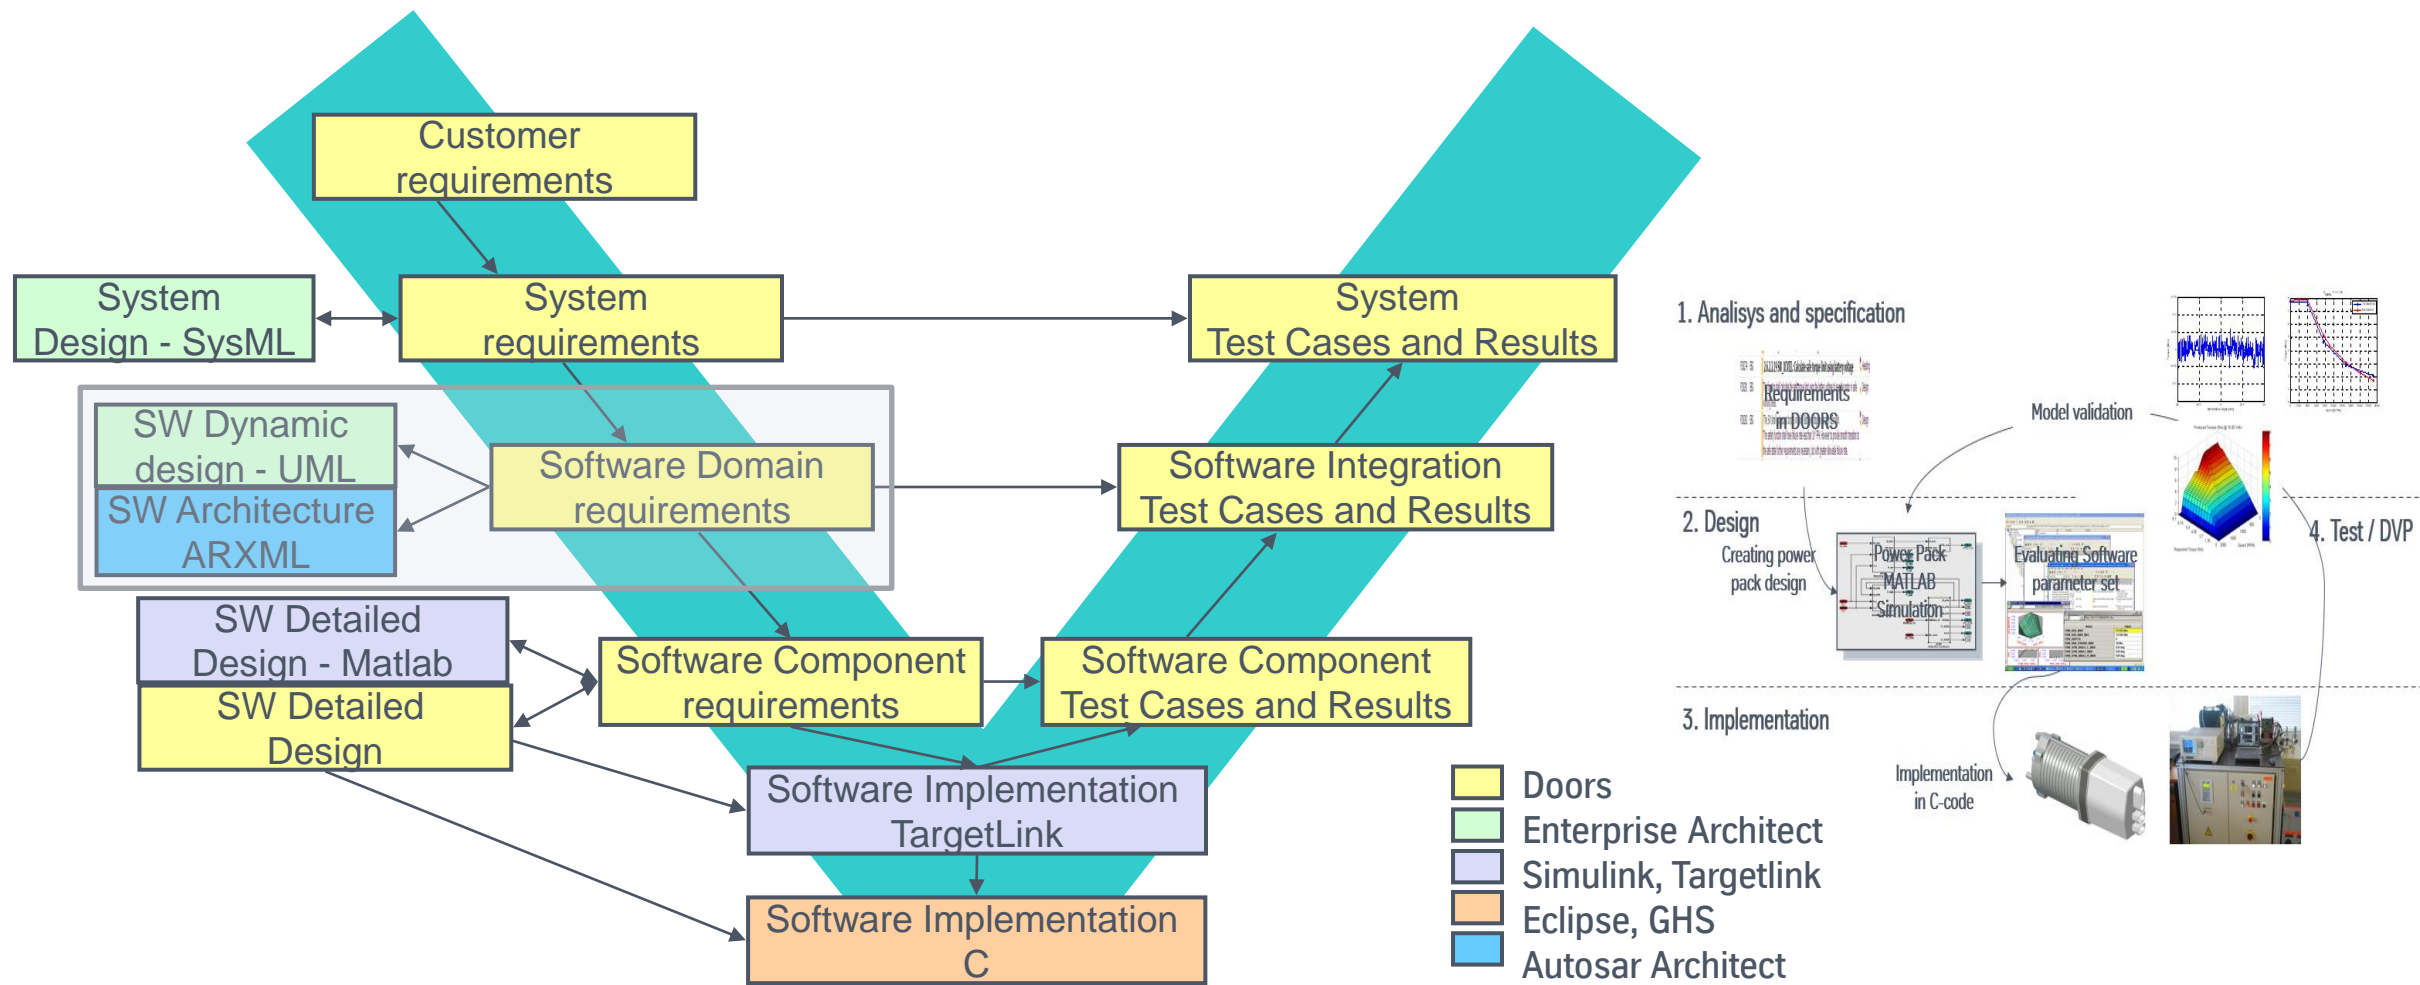 Customer
requirements
System
Design - SysML
System
requirements
System
Test Cases and Results
SW Dynamic
design - UML
SW Architecture
ARXML
Software Domain
requirements
Software Integration
Test Cases and Results
SW Detailed
Design - Matlab
SW Detailed
Design
Software Component
requirements
Software Component
Test Cases and Results
Software Implementation
TargetLink
Software Implementation
C
Doors
Enterprise Architect
Simulink, Targetlink
Eclipse, GHS
Autosar Architect
1. Analisys and specification
Requirements
in DOORS
Model validation
2. Design
Creating power
pack design
Power Pack
MATLAB
Simulation
Evaluating Software
parameter set
4. Test / DVP
3. Implementation
Implementation
in C-code